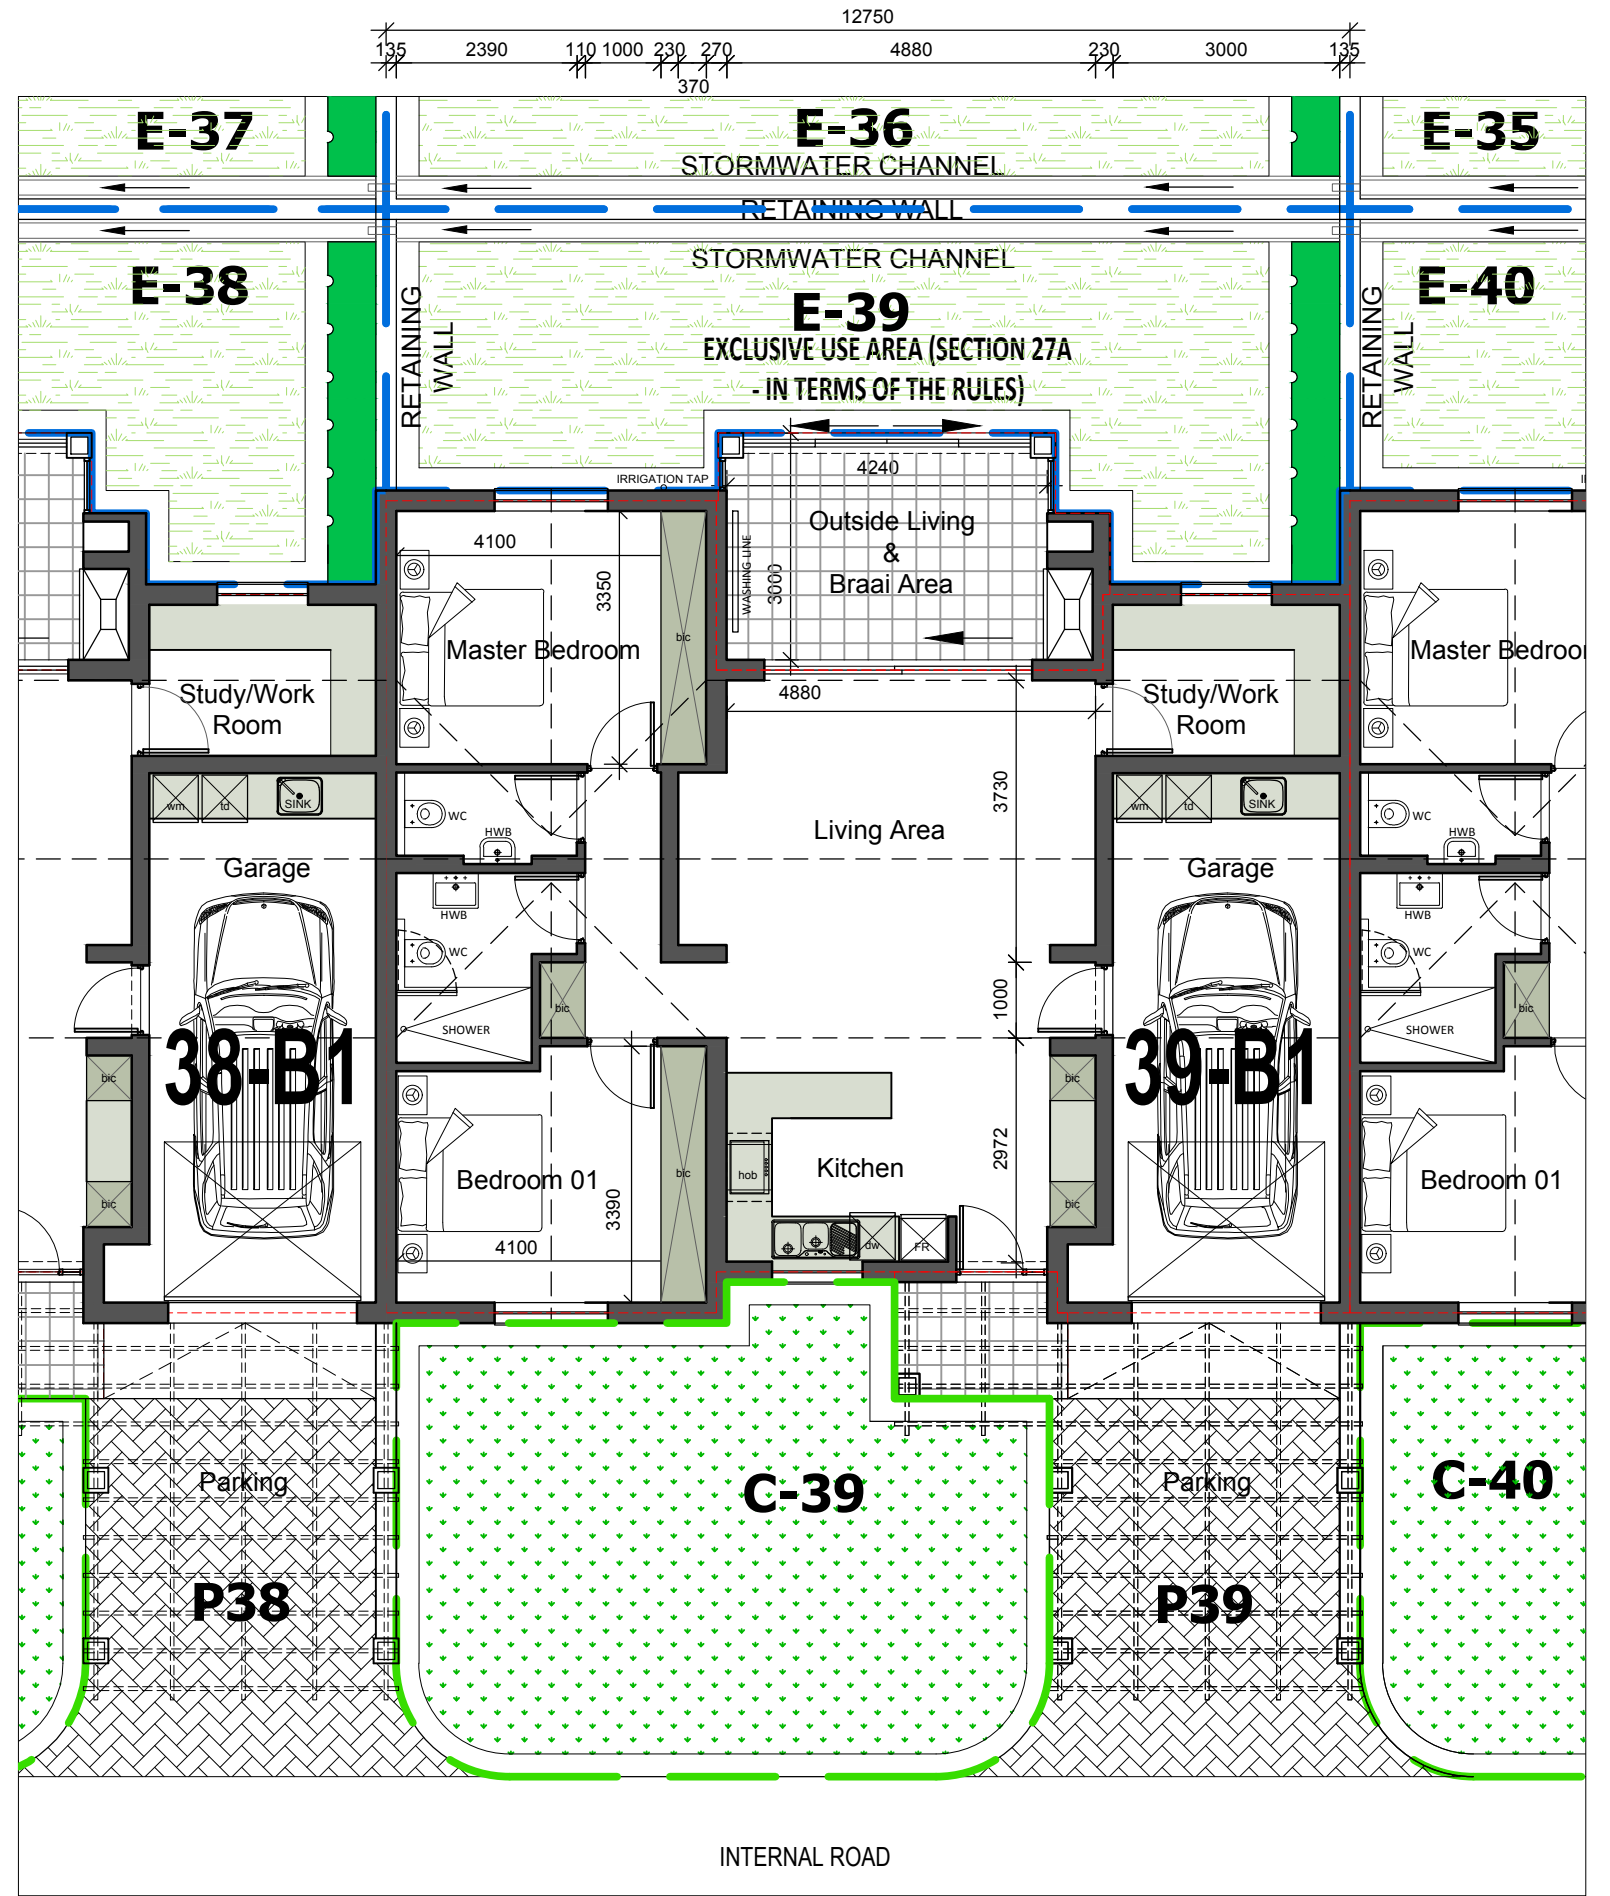 12750
135 2390 110 1000 230 270 4880 230 3000 135
370
E-37 E-36 E-35
STORMWATER CHANNEL
RETAINING WALL
STORMWATER CHANNEL
E-38 E-39 E-40
EXCLUSIVE USE AREA (SECTION 27A
- IN TERMS OF THE RULES)
RETAINING
WALL
RETAINING
WALL
IRRIGATION TAP
4240
Outside Living
&
Braai Area
WASHING LINE
3000
4100
3350
bic
Master Bedroom
Master Bedroo
Study/Work
Room
4880
Study/Work
Room
wm td SINK
WC
HWB
3730
Living Area
wm td SINK
WC
HWB
Garage
Garage
HWB
WC
HWB
WC
bic
SHOWER
1000
bic
SHOWER
38-B1
39-B1
bic
bic
bic
bic
hob
Kitchen
2972
Bedroom 01
3390
4100
bic
bic
dw FR
Bedroom 01
C-39
C-40
Parking
Parking
P38
P39
INTERNAL ROAD